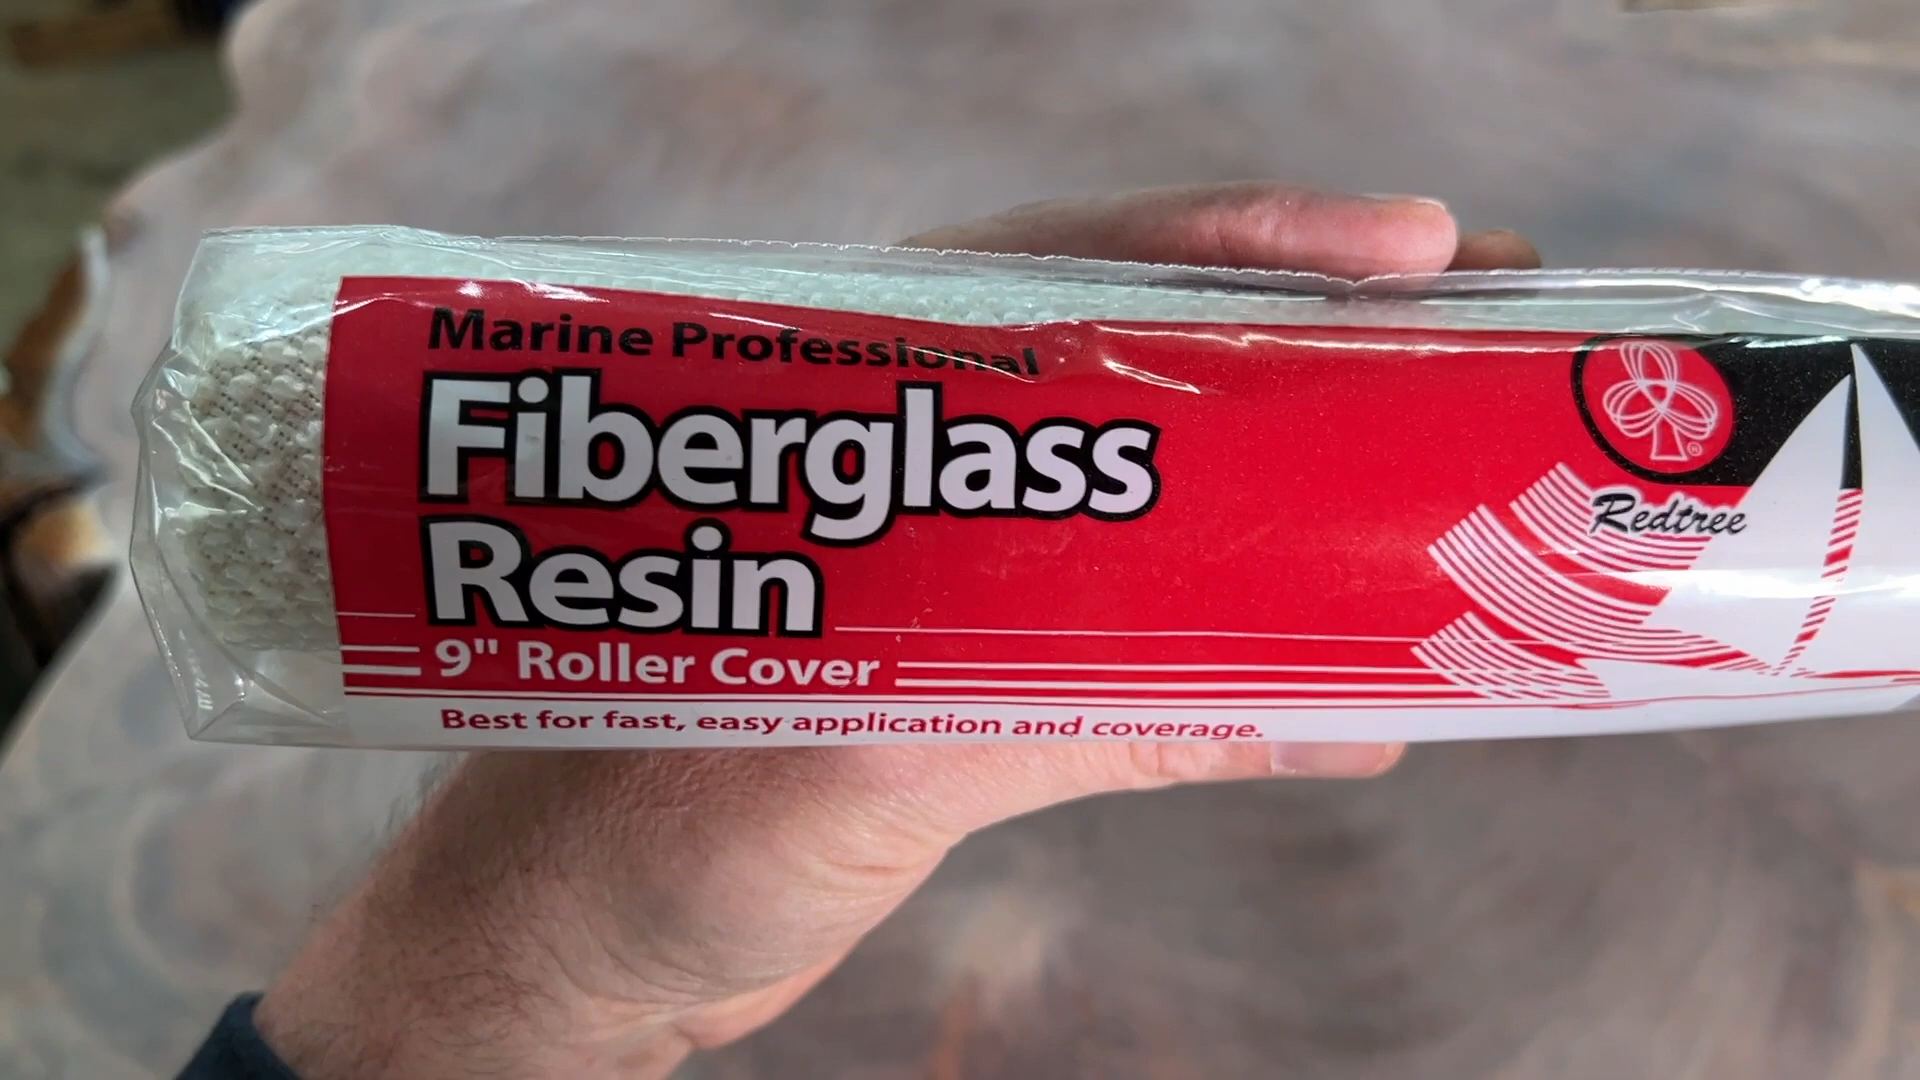 Marine Professional
Fiberglass
Resin
9" Roller Cover
Best for fast, easy application and coverage.
®
Redtree